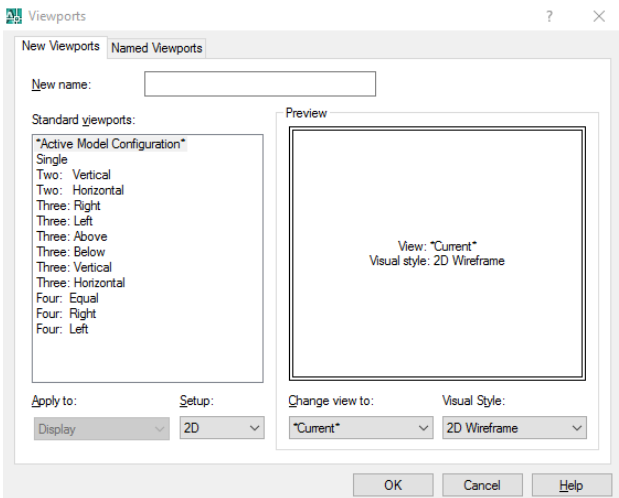 Viewports
New Viewports
Named Viewports
New name:
Standard viewports:
*Active Model Configuration*
Single
Two: Vertical
Two: Horizontal
Three: Right
Three: Left
Three: Above
Three: Below
Three: Vertical
Three: Horizontal
Four: Equal
Four: Right
Four: Left
Apply to:
Display
Setup:
2D
Preview
View: *Current*
Visual style: 2D Wireframe
Change view to:
*Current*
Visual Style:
2D Wireframe
OK
Cancel
Help